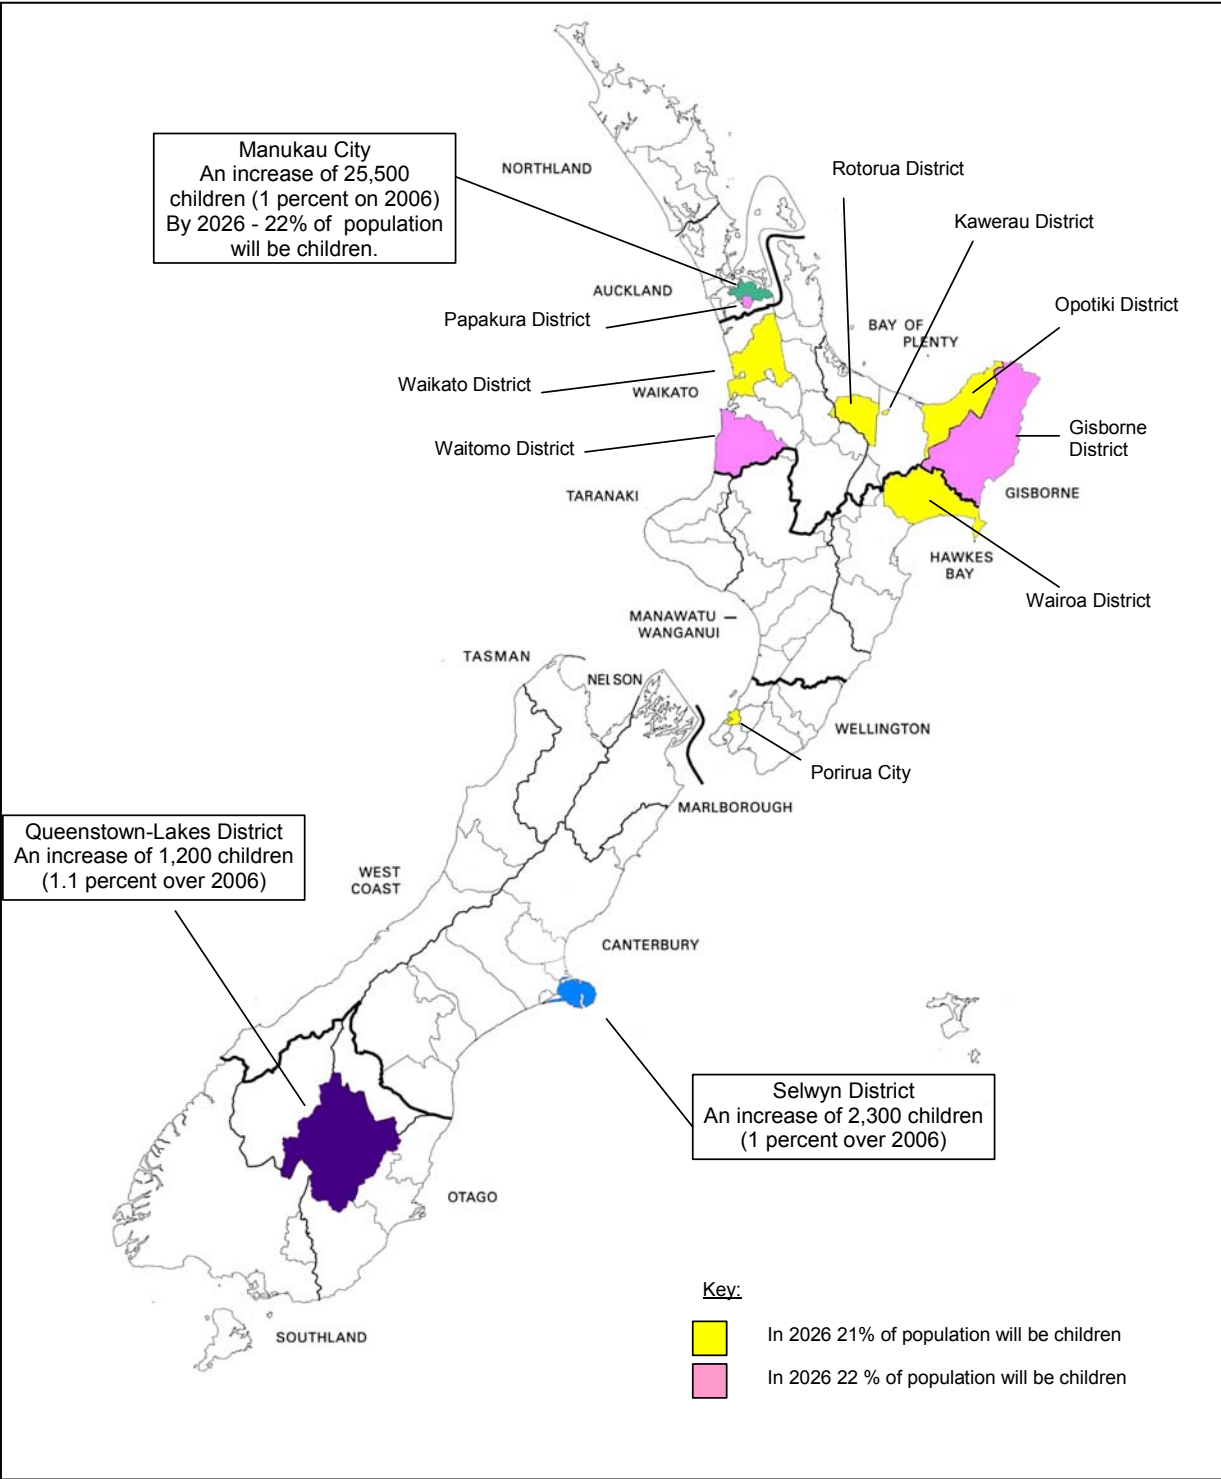 Manukau City
An increase of 25,500
children (1 percent on 2006)
By 2026 - 22% of population
will be children.
NORTHLAND
Rotorua District
Kawerau District
AUCKLAND
Opotiki District
Papakura District
BAY OF
PLENTY
Waikato District
WAIKATO
Gisborne
District
Waitomo District
TARANAKI
GISBORNE
HAWKES
BAY
Wairoa District
MANAWATU —
WANGANUI
TASMAN
NELSON
WELLINGTON
Porirua City
MARLBOROUGH
Queenstown-Lakes District
An increase of 1,200 children
(1.1 percent over 2006)
WEST
COAST
CANTERBURY
Selwyn District
An increase of 2,300 children
(1 percent over 2006)
OTAGO
SOUTHLAND
Key:
In 2026 21% of population will be children
In 2026 22 % of population will be children